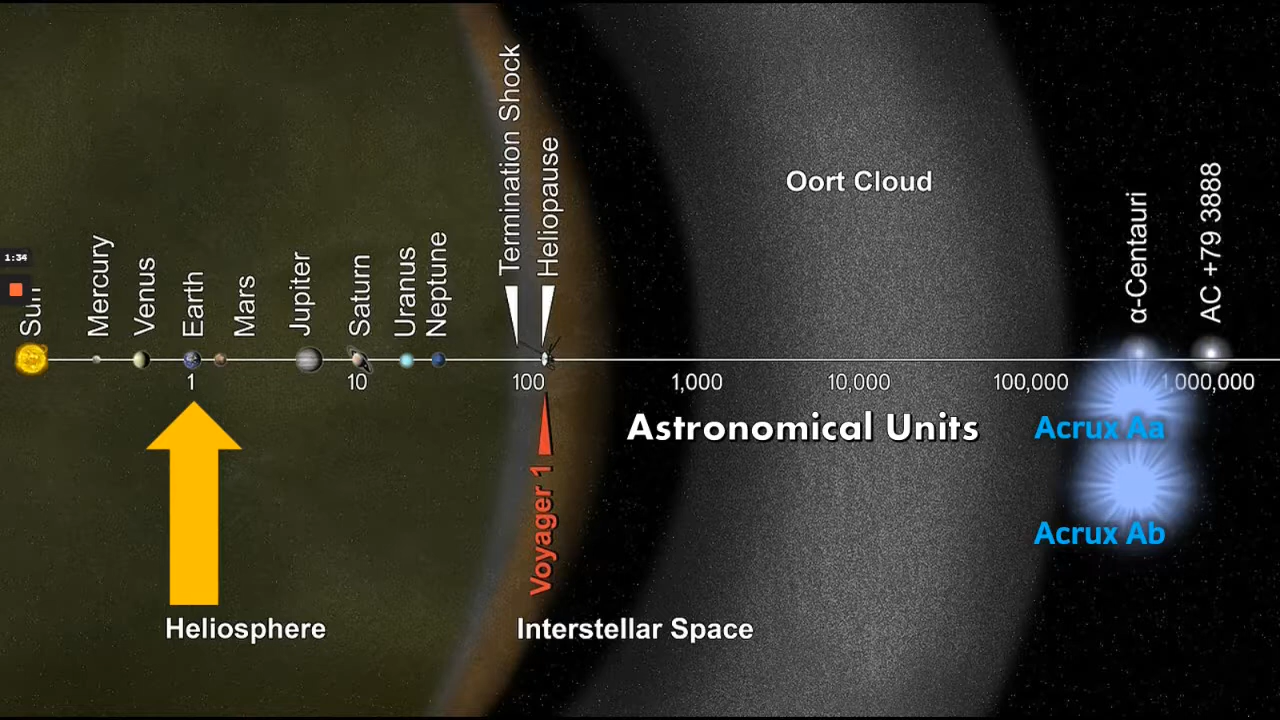 Termination Shock
Heliopause
Oort Cloud
α-Centauri
AC +79 3888
1:34
Sun
Mercury
Venus
Earth
Mars
Jupiter
Saturn
Uranus
Neptune
1
10
100
1,000
10,000
100,000
1,000,000
Astronomical Units
Acrux Aa
Voyager 1
Acrux Ab
Heliosphere
Interstellar Space